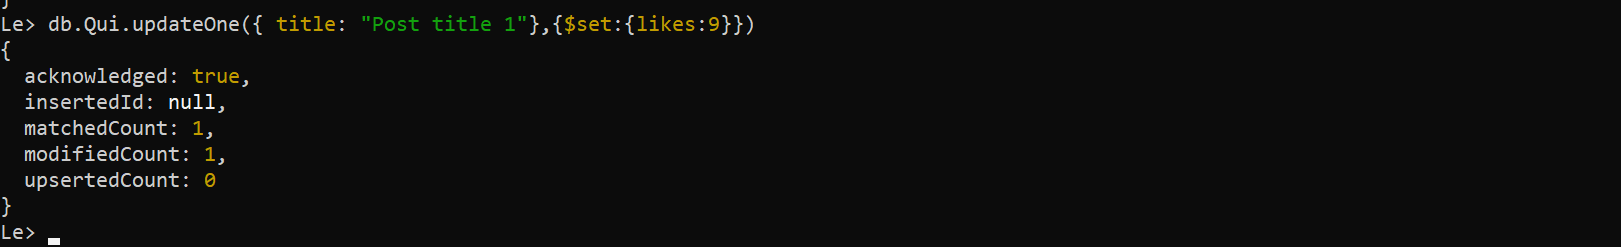 }
Le> db.Qui.updateOne({ title: "Post title 1"},{$set:{likes:9}})
{
  acknowledged: true,
  insertedId: null,
  matchedCount: 1,
  modifiedCount: 1,
  upsertedCount: 0
}
Le>